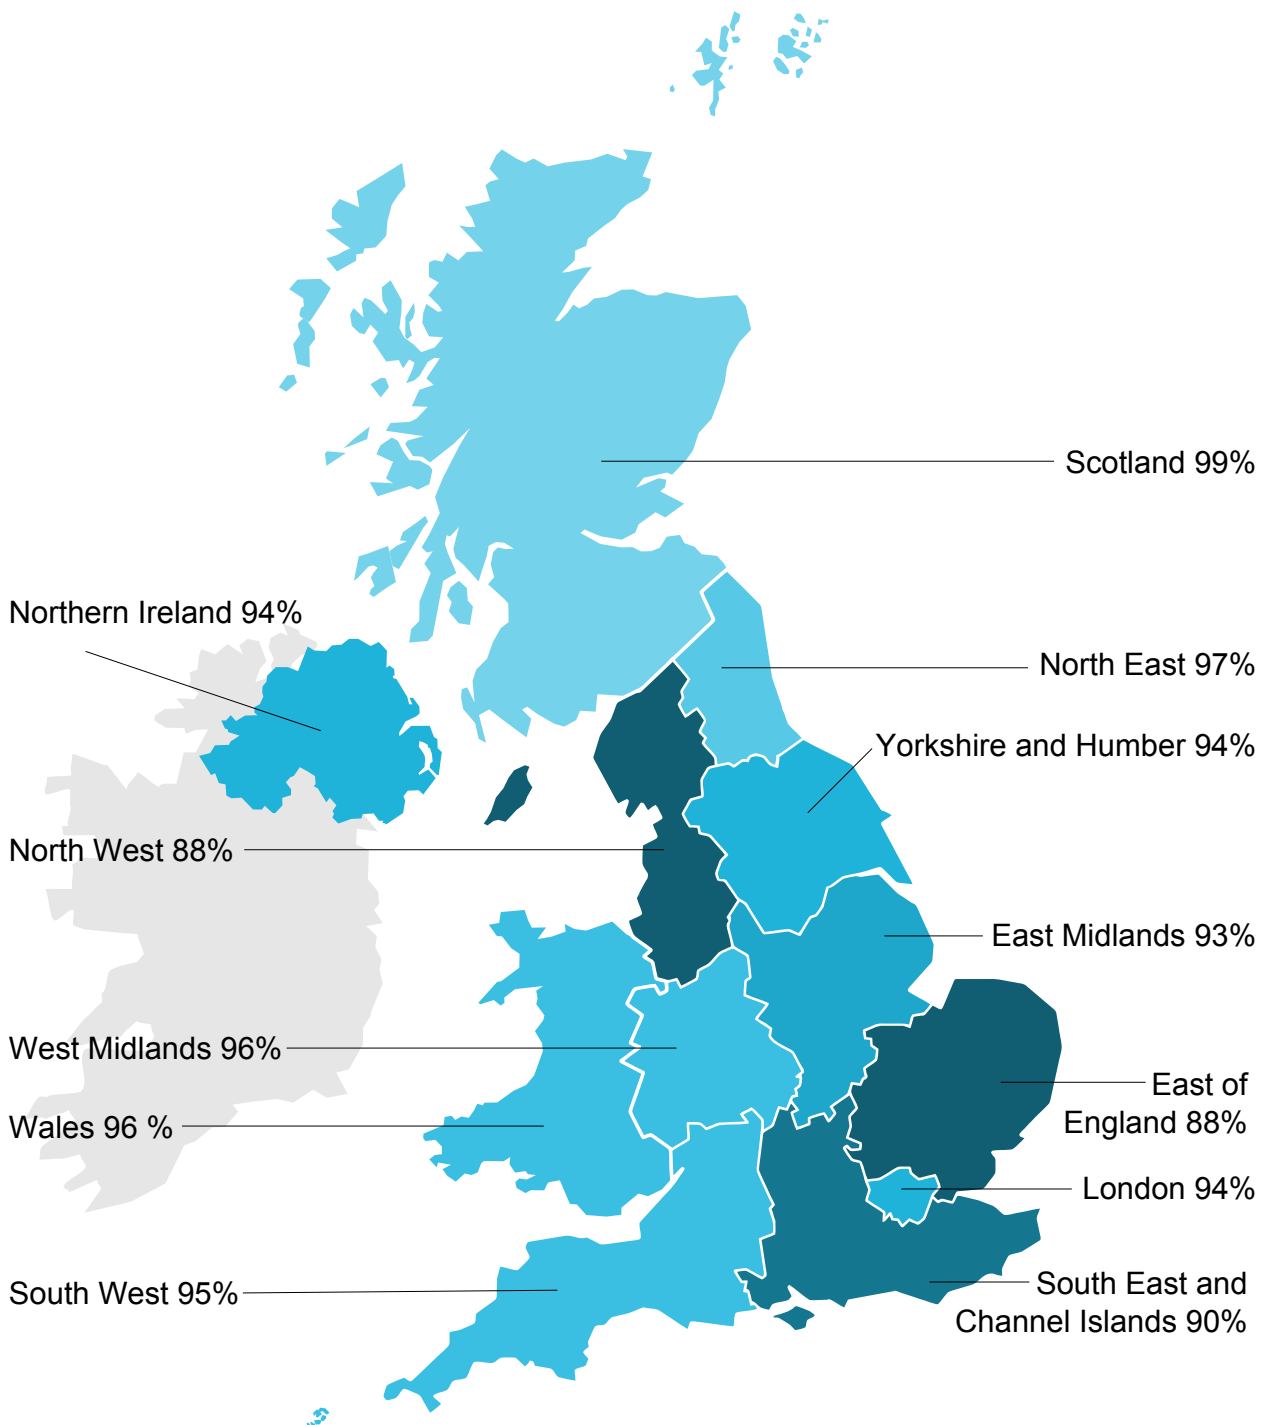 Scotland 99%
Northern Ireland 94%
North East 97%
Yorkshire and Humber 94%
North West 88%
East Midlands 93%
West Midlands 96%
East of
England 88%
Wales 96 %
London 94%
South West 95%
South East and
Channel Islands 90%